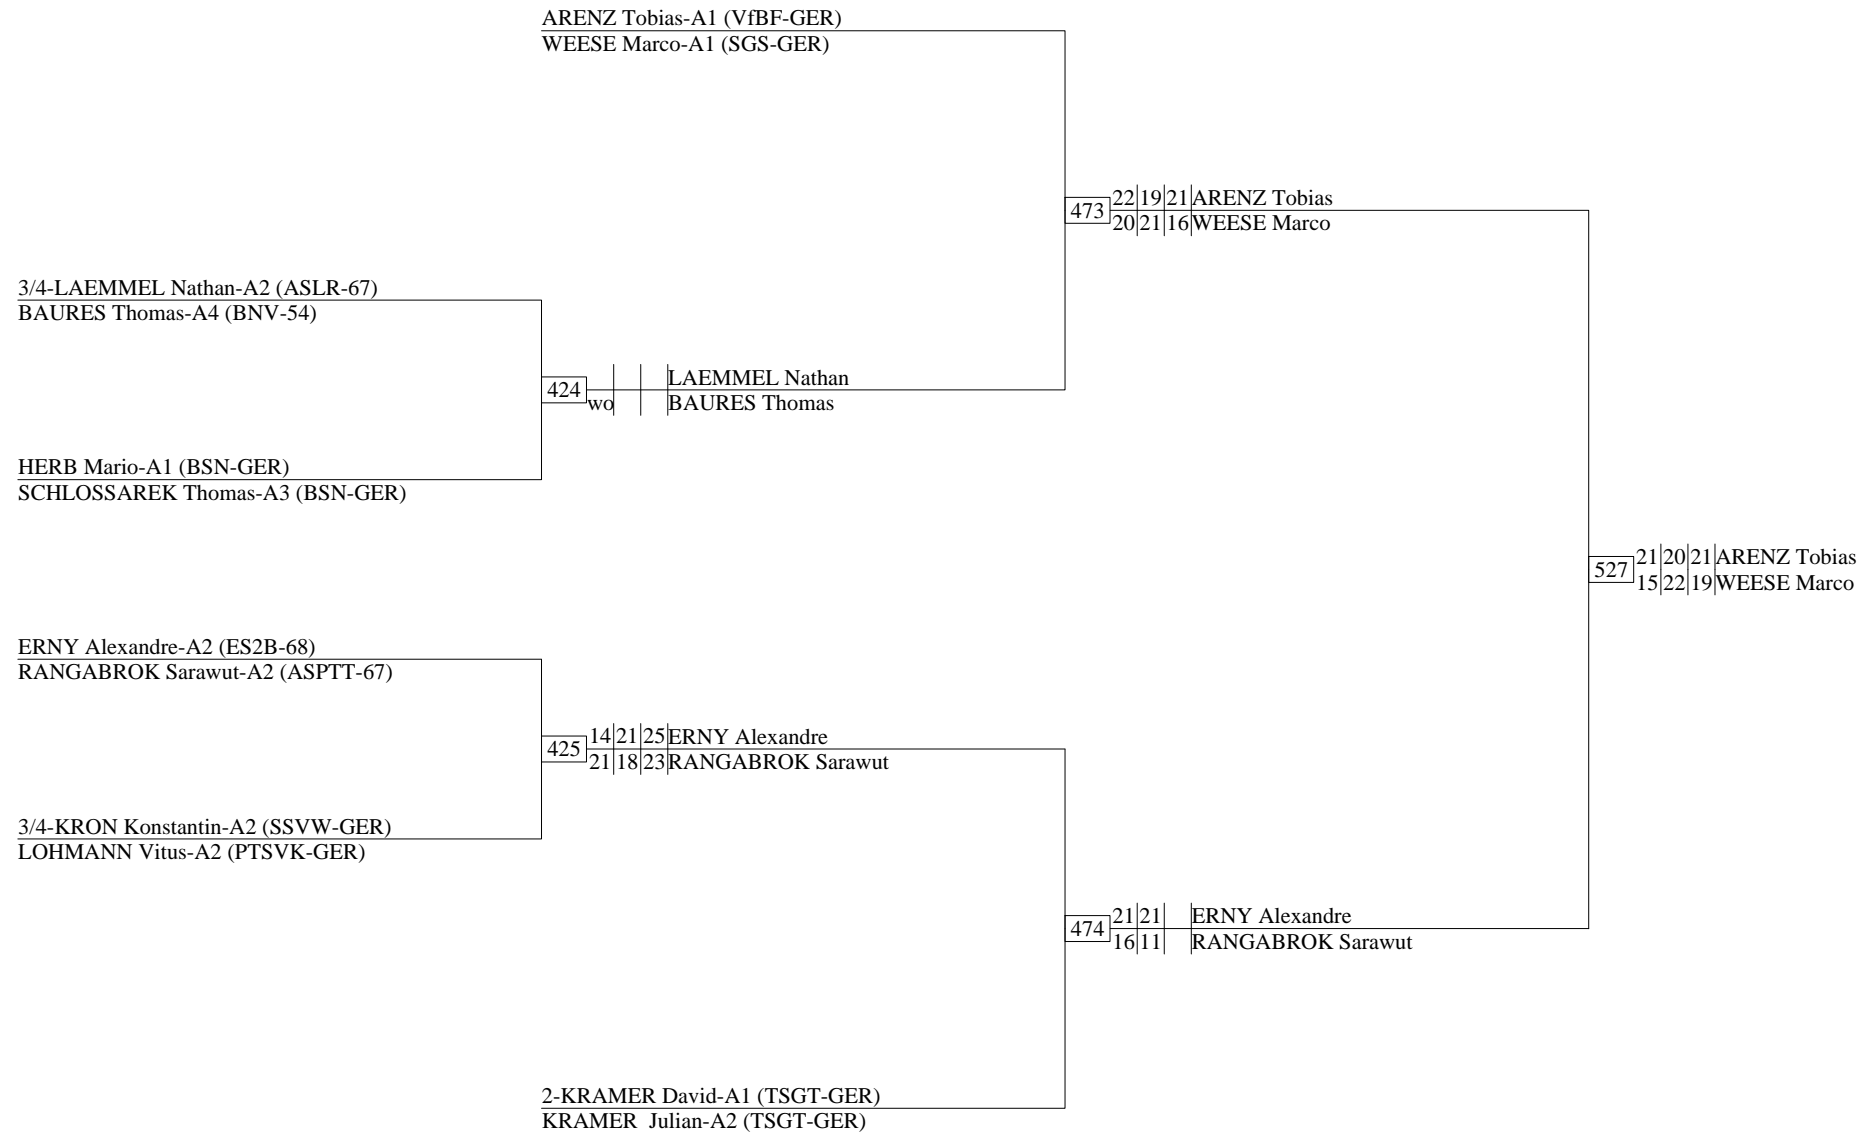 ARENZ Tobias-A1 (VfBF-GER)
WEESE Marco-A1 (SGS-GER)
473 22 19 21 ARENZ Tobias
20 21 16 WEESE Marco
3/4-LAEMMEL Nathan-A2 (ASLR-67)
BAURES Thomas-A4 (BNV-54)
424 LAEMMEL Nathan
wo BAURES Thomas
HERB Mario-A1 (BSN-GER)
SCHLOSSAREK Thomas-A3 (BSN-GER)
527 21 20 21 ARENZ Tobias
15 22 19 WEESE Marco
ERNY Alexandre-A2 (ES2B-68)
RANGABROK Sarawut-A2 (ASPTT-67)
425 14 21 25 ERNY Alexandre
21 18 23 RANGABROK Sarawut
3/4-KRON Konstantin-A2 (SSVW-GER)
LOHMANN Vitus-A2 (PTSVK-GER)
474 21 21 ERNY Alexandre
16 11 RANGABROK Sarawut
2-KRAMER David-A1 (TSGT-GER)
KRAMER  Julian-A2 (TSGT-GER)